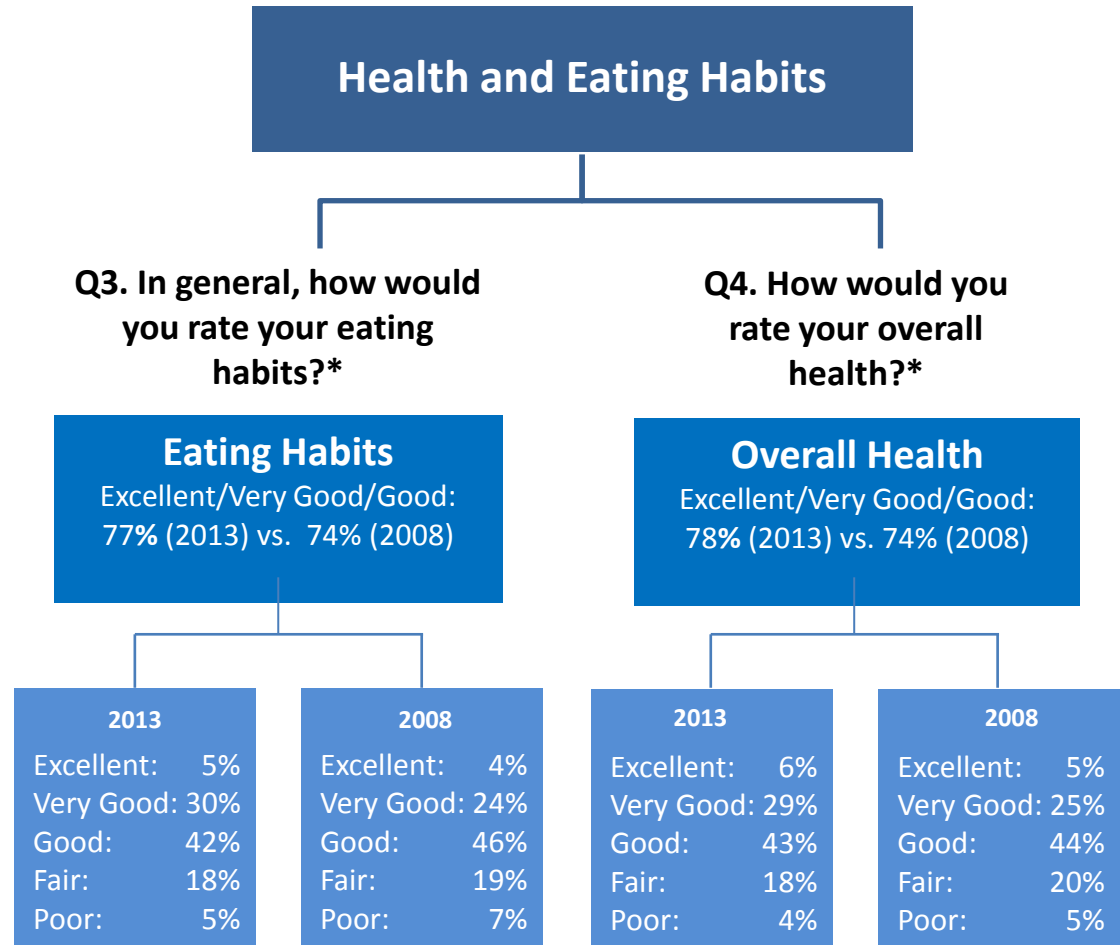 Health and Eating Habits
Q3. In general, how would
you rate your eating
habits?*
Q4. How would you
rate your overall
health?*
Eating Habits
Excellent/Very Good/Good:
77% (2013) vs. 74% (2008)
Overall Health
Excellent/Very Good/Good:
78% (2013) vs. 74% (2008)
2013
Excellent: 5%
Very Good: 30%
Good: 42%
Fair: 18%
Poor: 5%
2008
Excellent: 4%
Very Good: 24%
Good: 46%
Fair: 19%
Poor: 7%
2013
Excellent: 6%
Very Good: 29%
Good: 43%
Fair: 18%
Poor: 4%
2008
Excellent: 5%
Very Good: 25%
Good: 44%
Fair: 20%
Poor: 5%